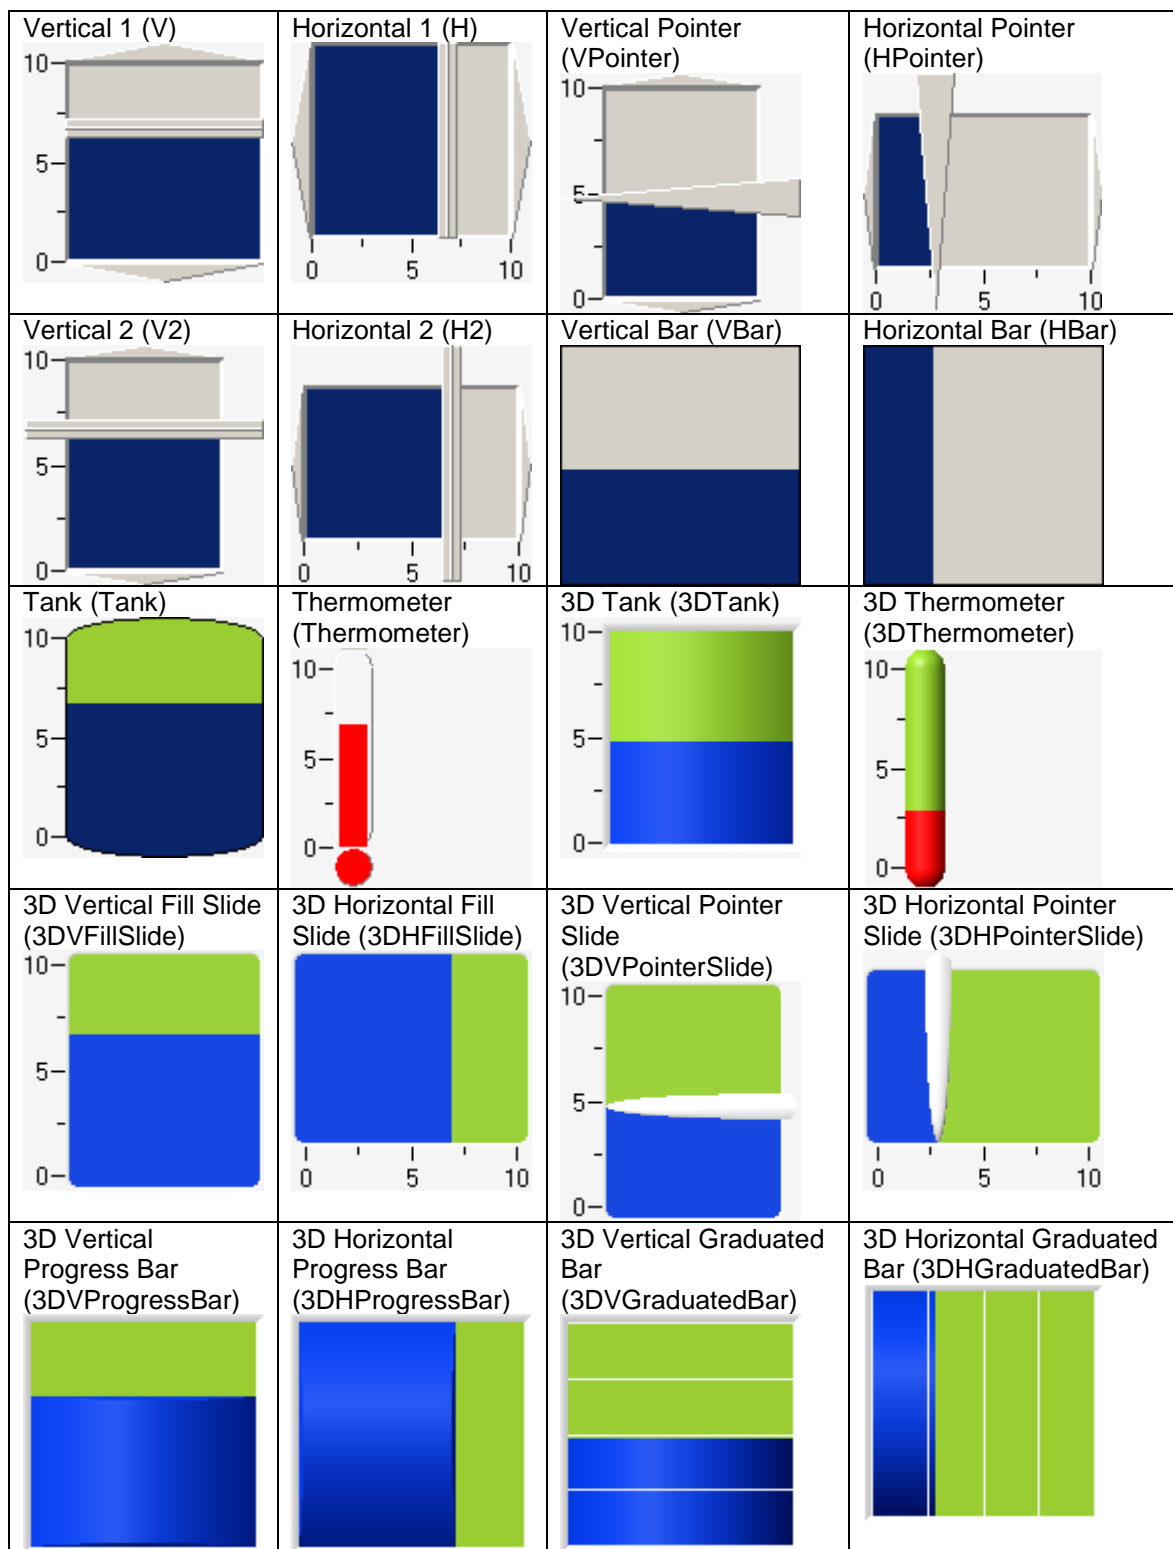 Vertical 1 (V)
10
5
0
Horizontal 1 (H)
0 5 10
Vertical Pointer
(VPointer)
10
5
0
Horizontal Pointer
(HPointer)
0 10
Vertical 2 (V2)
10
5
0
Horizontal 2 (H2)
0 5 10
Vertical Bar (VBar)
Horizontal Bar (HBar)
Tank (Tank)
10
5
0
Thermometer
(Thermometer)
10
5
0
3D Tank (3DTank)
10
5
0
3D Thermometer
(3DThermometer)
10
5
0
3D Vertical Fill Slide
(3DVFillSlide)
10
5
0
3D Horizontal Fill
Slide (3DHFillSlide)
0 5 10
3D Vertical Pointer
Slide
(3DVPointerSlide)
10
5
0
3D Horizontal Pointer
Slide (3DHPointerSlide)
0 5 10
3D Vertical
Progress Bar
(3DVProgressBar)
3D Horizontal
Progress Bar
(3DHProgressBar)
3D Vertical Graduated
Bar
(3DVGraduatedBar)
3D Horizontal Graduated
Bar (3DHGraduatedBar)